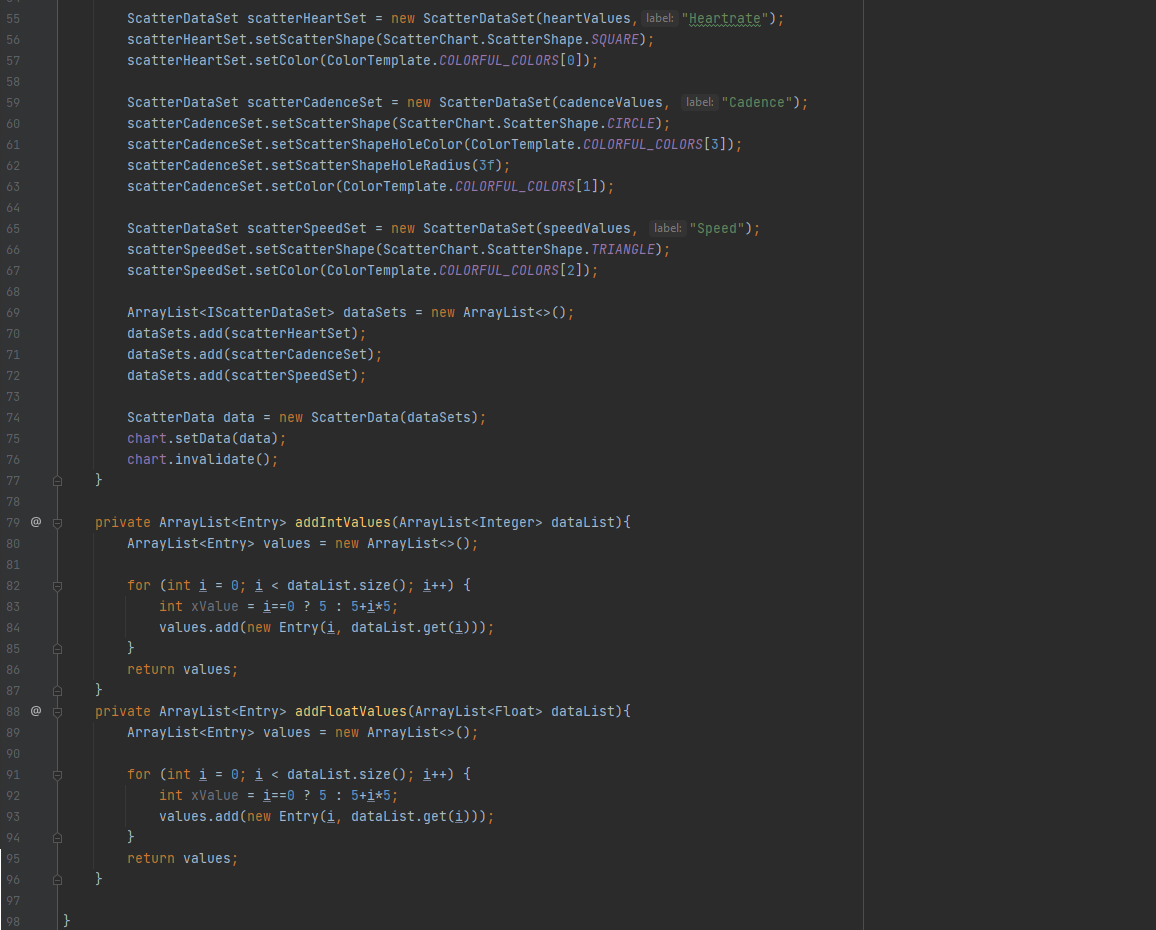 55 ScatterDataSet scatterHeartSet = new ScatterDataSet(heartValues, label: "Heartrate");
56 scatterHeartSet.setScatterShape(ScatterChart.ScatterShape.SQUARE);
57 scatterHeartSet.setColor(ColorTemplate.COLORFUL_COLORS[0]);
58
59 ScatterDataSet scatterCadenceSet = new ScatterDataSet(cadenceValues, label: "Cadence");
60 scatterCadenceSet.setScatterShape(ScatterChart.ScatterShape.CIRCLE);
61 scatterCadenceSet.setScatterShapeHoleColor(ColorTemplate.COLORFUL_COLORS[3]);
62 scatterCadenceSet.setScatterShapeHoleRadius(3f);
63 scatterCadenceSet.setColor(ColorTemplate.COLORFUL_COLORS[1]);
64
65 ScatterDataSet scatterSpeedSet = new ScatterDataSet(speedValues, label: "Speed");
66 scatterSpeedSet.setScatterShape(ScatterChart.ScatterShape.TRIANGLE);
67 scatterSpeedSet.setColor(ColorTemplate.COLORFUL_COLORS[2]);
68
69 ArrayList<IScatterDataSet> dataSets = new ArrayList<>();
70 dataSets.add(scatterHeartSet);
71 dataSets.add(scatterCadenceSet);
72 dataSets.add(scatterSpeedSet);
73
74 ScatterData data = new ScatterData(dataSets);
75 chart.setData(data);
76 chart.invalidate();
77 }
78
79 @ private ArrayList<Entry> addIntValues(ArrayList<Integer> dataList){
80 ArrayList<Entry> values = new ArrayList<>();
81
82 for (int i = 0; i < dataList.size(); i++) {
83 int xValue = i==0 ? 5 : 5+i*5;
84 values.add(new Entry(i, dataList.get(i)));
85 }
86 return values;
87 }
88 @ private ArrayList<Entry> addFloatValues(ArrayList<Float> dataList){
89 ArrayList<Entry> values = new ArrayList<>();
90
91 for (int i = 0; i < dataList.size(); i++) {
92 int xValue = i==0 ? 5 : 5+i*5;
93 values.add(new Entry(i, dataList.get(i)));
94 }
95 return values;
96 }
97
98 }